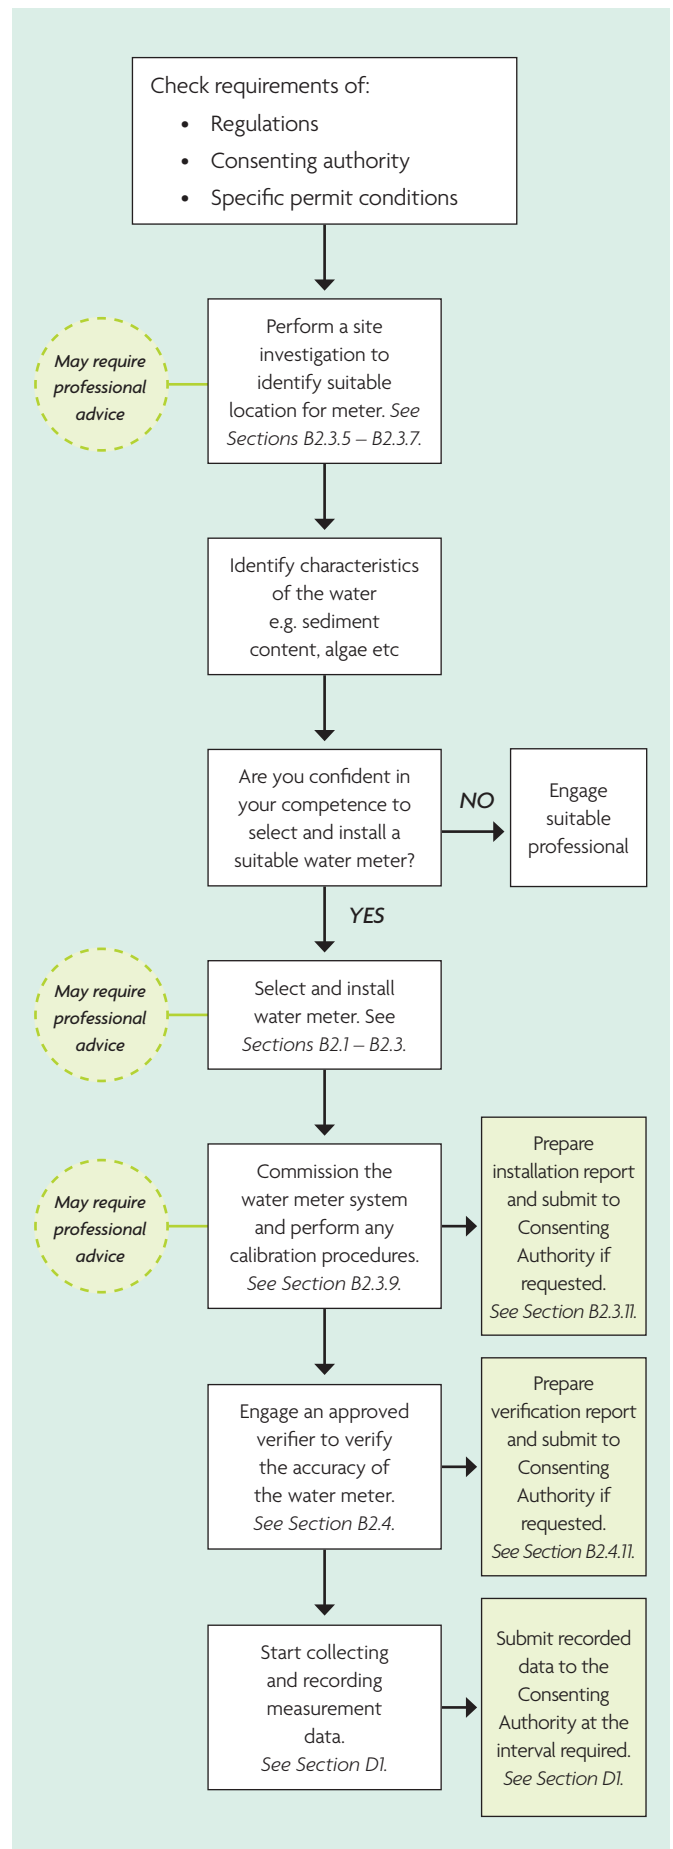 Check requirements of:
• Regulations
• Consenting authority
• Specific permit conditions
May require
professional
advice
Perform a site
investigation to
identify suitable
location for meter. See
Sections B2.3.5 – B2.3.7.
Identify characteristics
of the water
e.g. sediment
content, algae etc
Are you confident in
your competence to
select and install a
suitable water meter?
NO
Engage
suitable
professional
YES
May require
professional
advice
Select and install
water meter. See
Sections B2.1 – B2.3.
May require
professional
advice
Commission the
water meter system
and perform any
calibration procedures.
See Section B2.3.9.
Prepare
installation report
and submit to
Consenting
Authority if
requested.
See Section B2.3.11.
Engage an approved
verifier to verify
the accuracy of
the water meter.
See Section B2.4.
Prepare
verification report
and submit to
Consenting
Authority if
requested.
See Section B2.4.11.
Start collecting
and recording
measurement
data.
See Section D1.
Submit recorded
data to the
Consenting
Authority at the
interval required.
See Section D1.